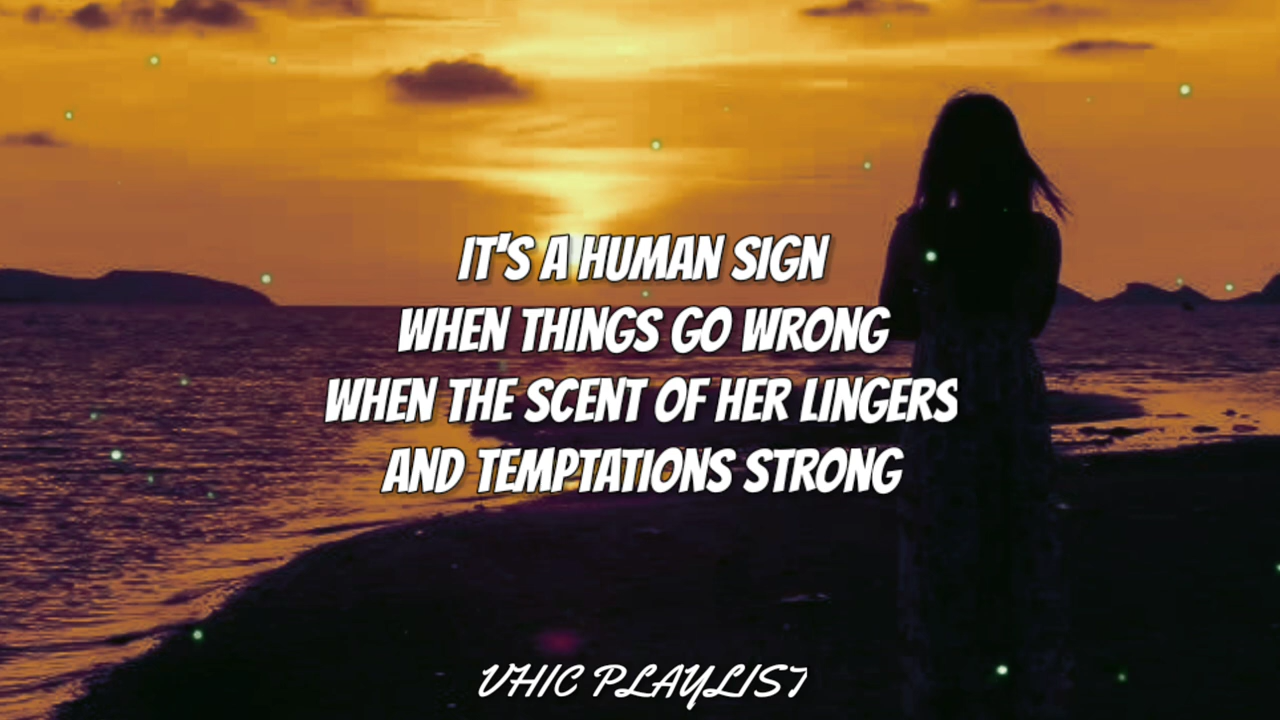 IT'S A HUMAN SIGN
WHEN THINGS GO WRONG
WHEN THE SCENT OF HER LINGERS
AND TEMPTATIONS STRONG
VHIC PLAYLIST